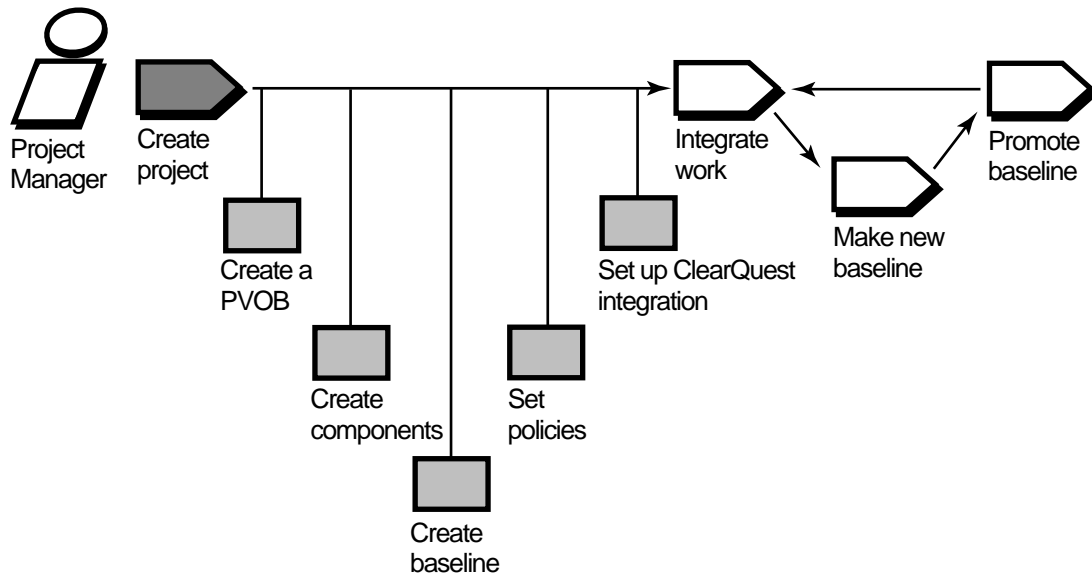 Project
Manager
Create
project
Integrate
work
Promote
baseline
Make new
baseline
Create a
PVOB
Set up ClearQuest
integration
Create
components
Set
policies
Create
baseline